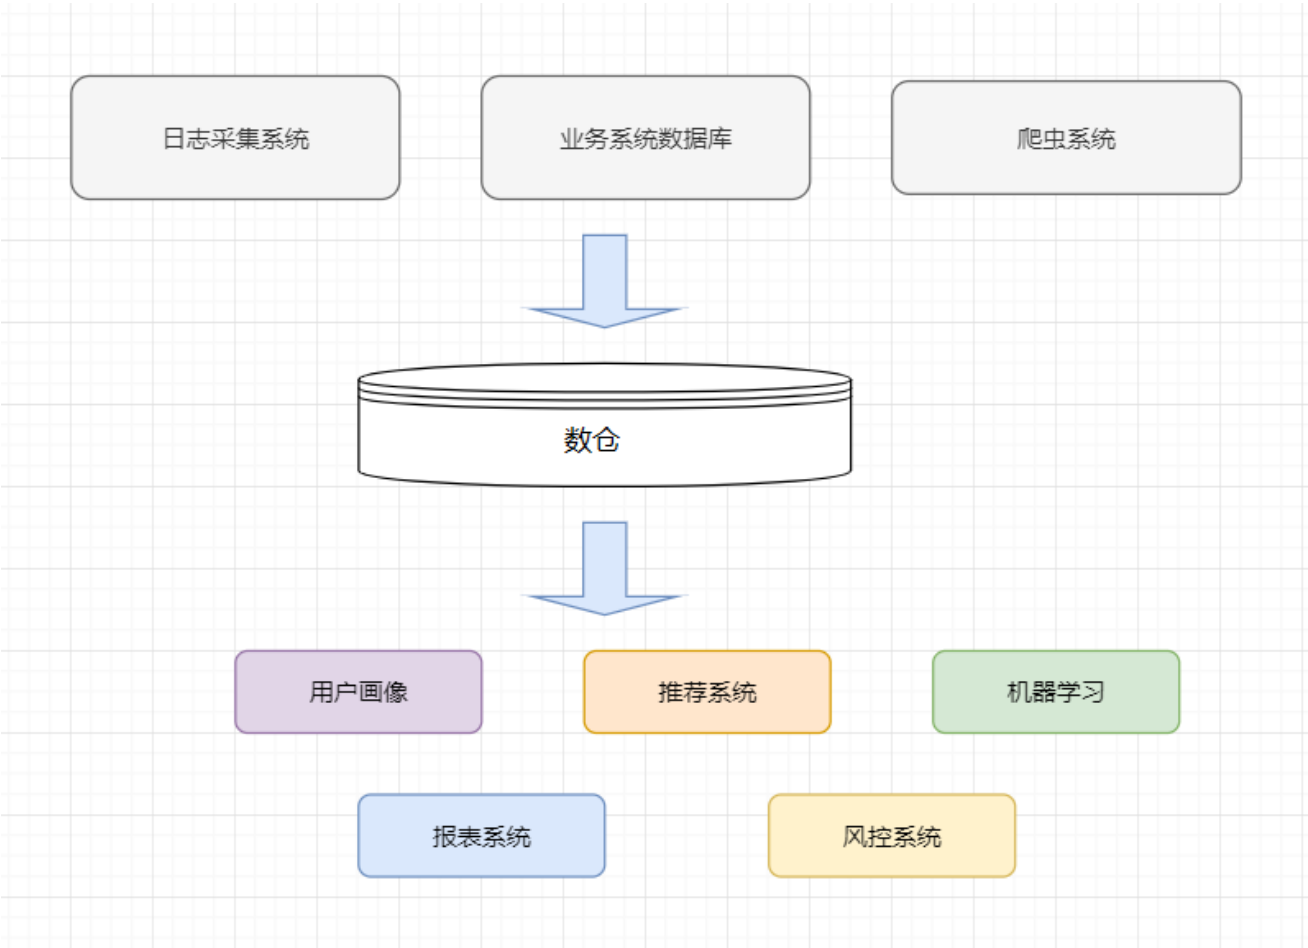 日志采集系统
业务系统数据库
爬虫系统
数仓
用户画像
推荐系统
机器学习
报表系统
风控系统